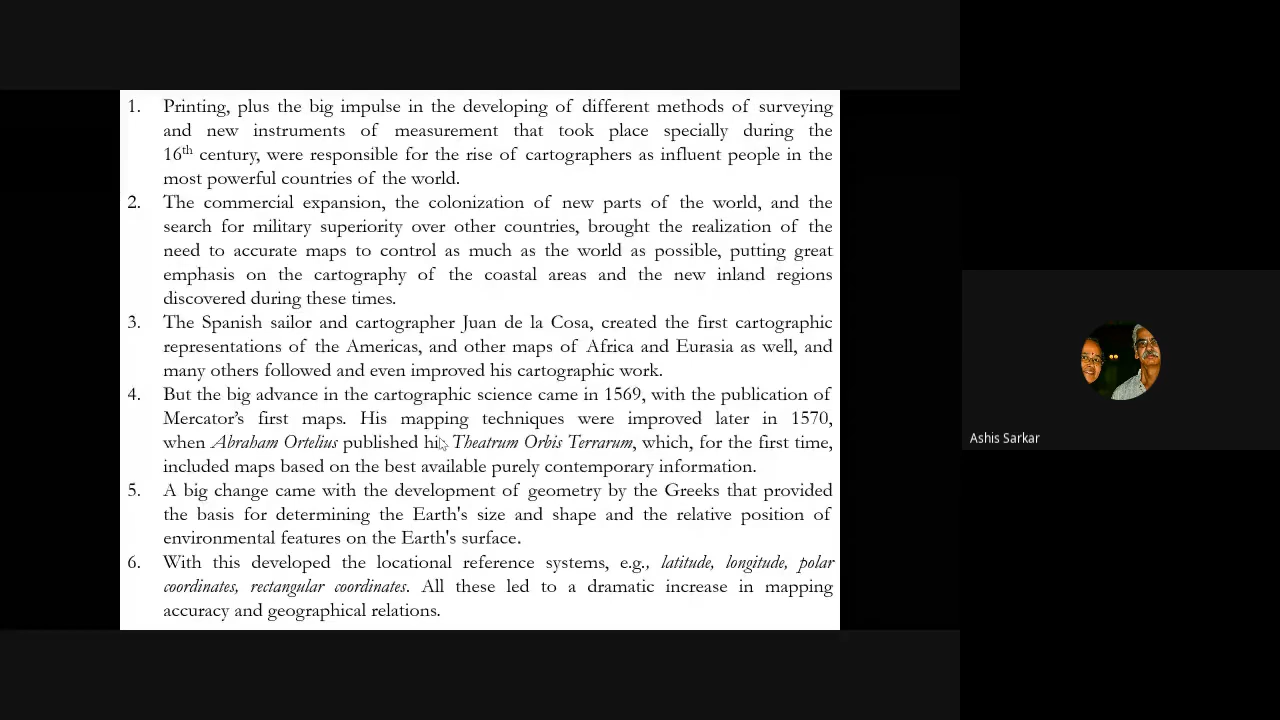 1. Printing, plus the big impulse in the developing of different methods of surveying
and new instruments of measurement that took place specially during the
16th century, were responsible for the rise of cartographers as influent people in the
most powerful countries of the world.
2. The commercial expansion, the colonization of new parts of the world, and the
search for military superiority over other countries, brought the realization of the
need to accurate maps to control as much as the world as possible, putting great
emphasis on the cartography of the coastal areas and the new inland regions
discovered during these times.
3. The Spanish sailor and cartographer Juan de la Cosa, created the first cartographic
representations of the Americas, and other maps of Africa and Eurasia as well, and
many others followed and even improved his cartographic work.
4. But the big advance in the cartographic science came in 1569, with the publication of
Mercator's first maps. His mapping techniques were improved later in 1570,
when Abraham Ortelius published his Theatrum Orbis Terrarum, which, for the first time,
included maps based on the best available purely contemporary information.
5. A big change came with the development of geometry by the Greeks that provided
the basis for determining the Earth's size and shape and the relative position of
environmental features on the Earth's surface.
6. With this developed the locational reference systems, e.g., latitude, longitude, polar
coordinates, rectangular coordinates. All these led to a dramatic increase in mapping
accuracy and geographical relations.
Ashis Sarkar